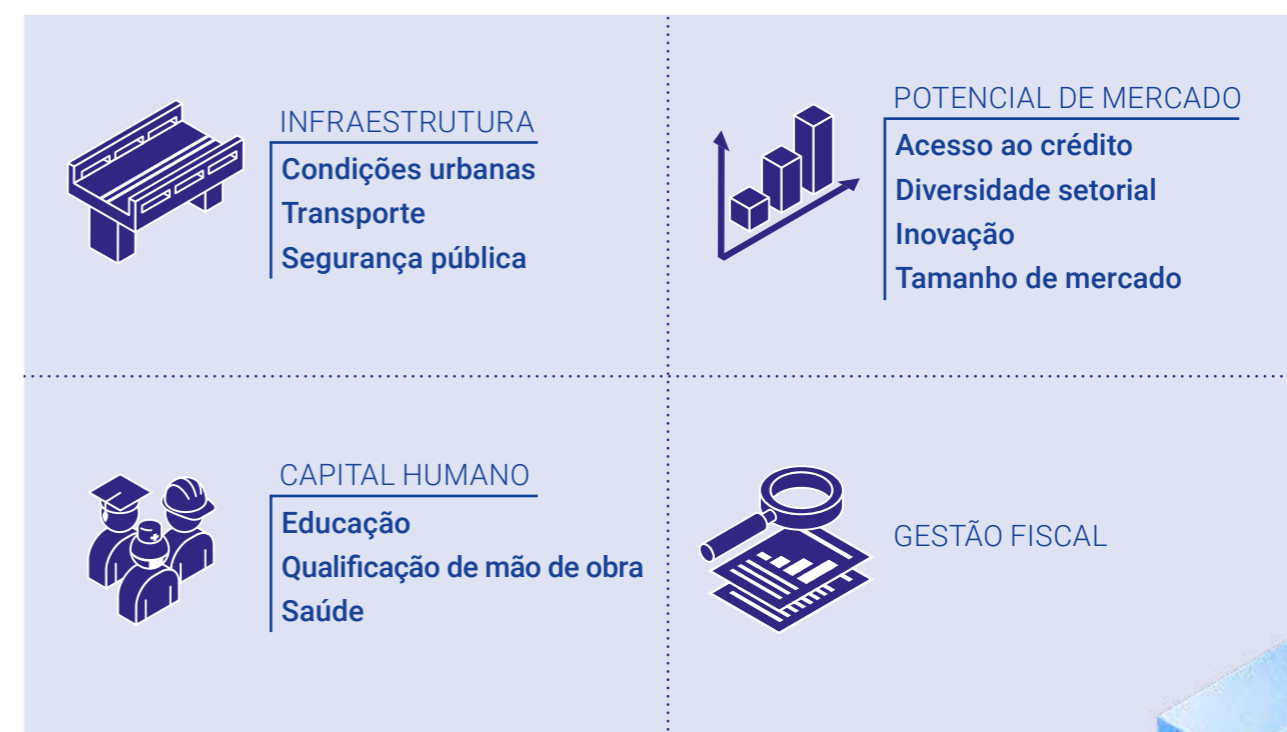 INFRAESTRUTURA
Condições urbanas
Transporte
Segurança pública
POTENCIAL DE MERCADO
Acesso ao crédito
Diversidade setorial
Inovação
Tamanho de mercado
CAPITAL HUMANO
Educação
Qualificação de mão de obra
Saúde
GESTÃO FISCAL